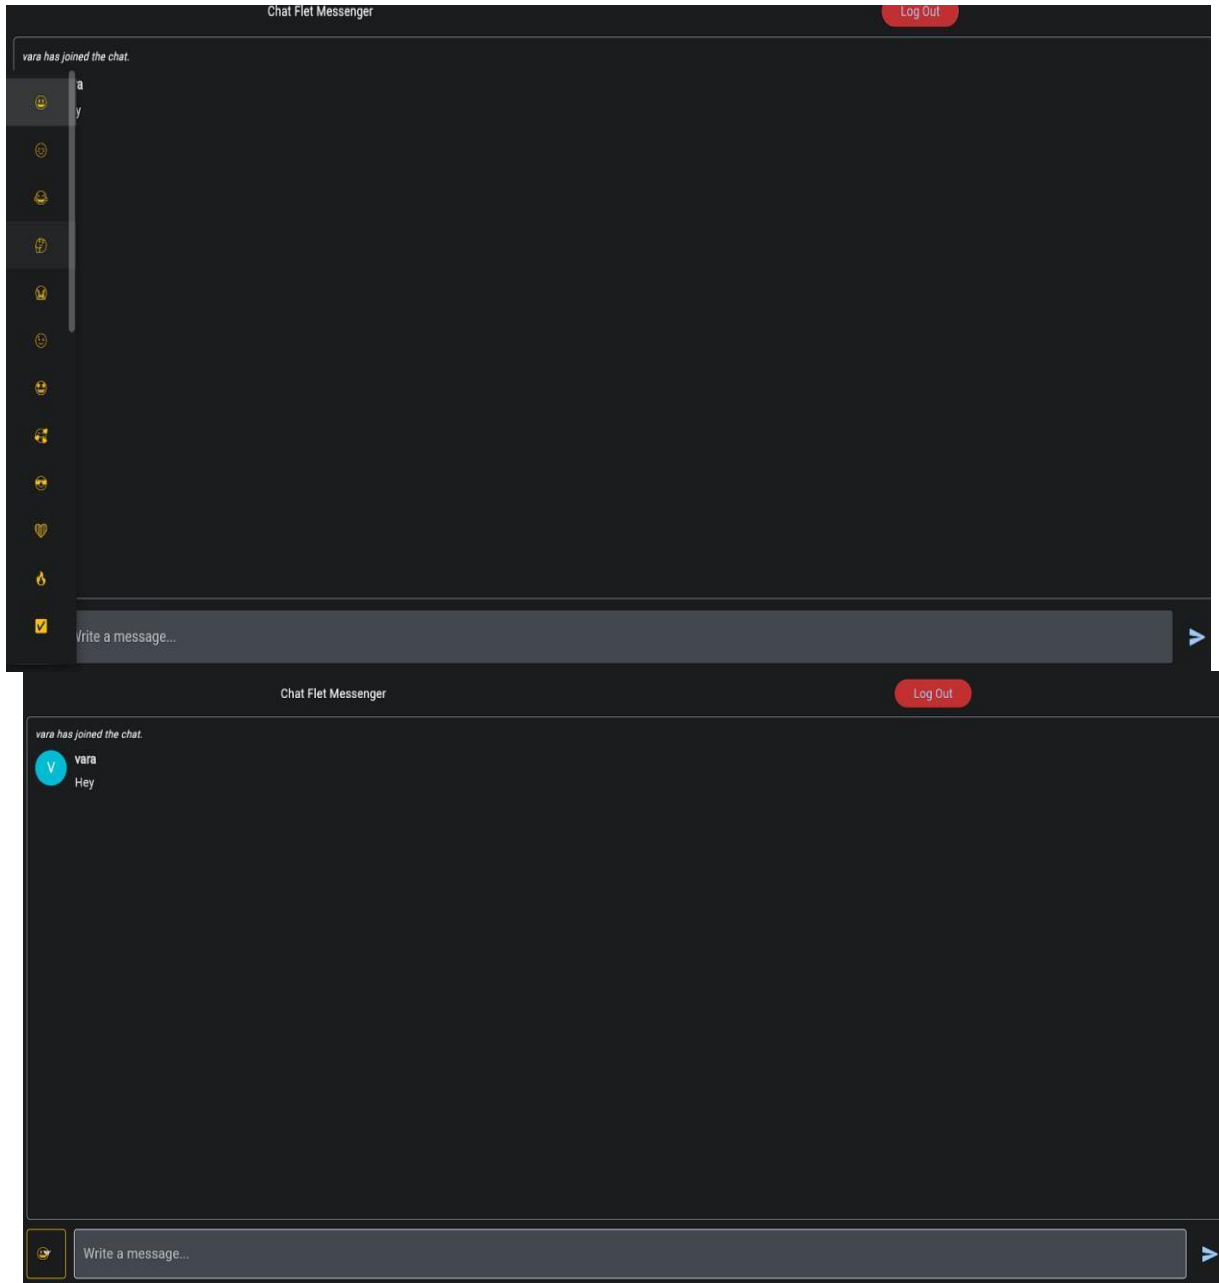 Chat Flet Messenger
Log Out
vara has joined the chat.
a
y
Write a message...
Chat Flet Messenger
Log Out
vara has joined the chat.
V
vara
Hey
Write a message...